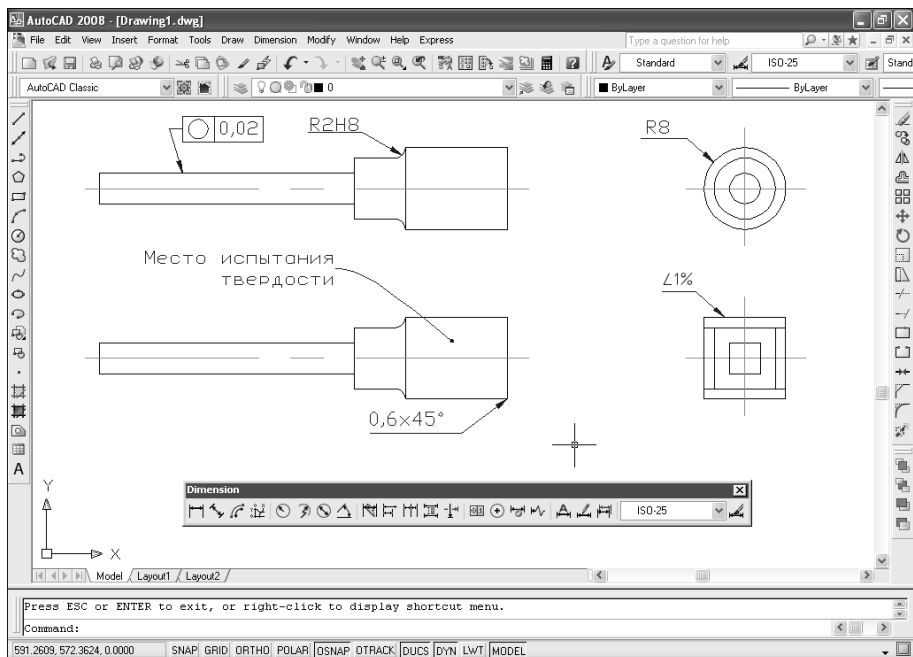 AutoCAD 2008 - [Drawing1.dwg]
File Edit View Insert Format Tools Draw Dimension Modify Window Help Express
Type a question for help
Standard
ISO-25
Stand
AutoCAD Classic
0
ByLayer
ByLayer
0,02
R2H8
R8
Место испытания
твердости
∠1%
0,6×45°
Dimension
ISO-25
A
Y
X
Model Layout1 Layout2
Press ESC or ENTER to exit, or right-click to display shortcut menu.
Command:
591.2609, 572.3624, 0.0000 SNAP GRID ORTHO POLAR OSNAP OTRACK DUCS DYN LWT MODEL